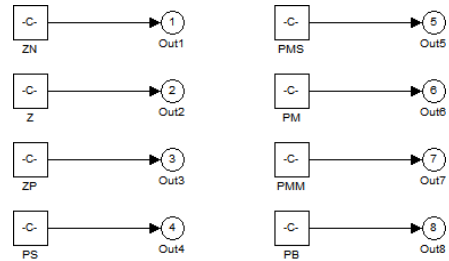 -C- 1 -C- 5
ZN Out1 PMS Out5
-C- 2 -C- 6
Z Out2 PM Out6
-C- 3 -C- 7
ZP Out3 PMM Out7
-C- 4 -C- 8
PS Out4 PB Out8